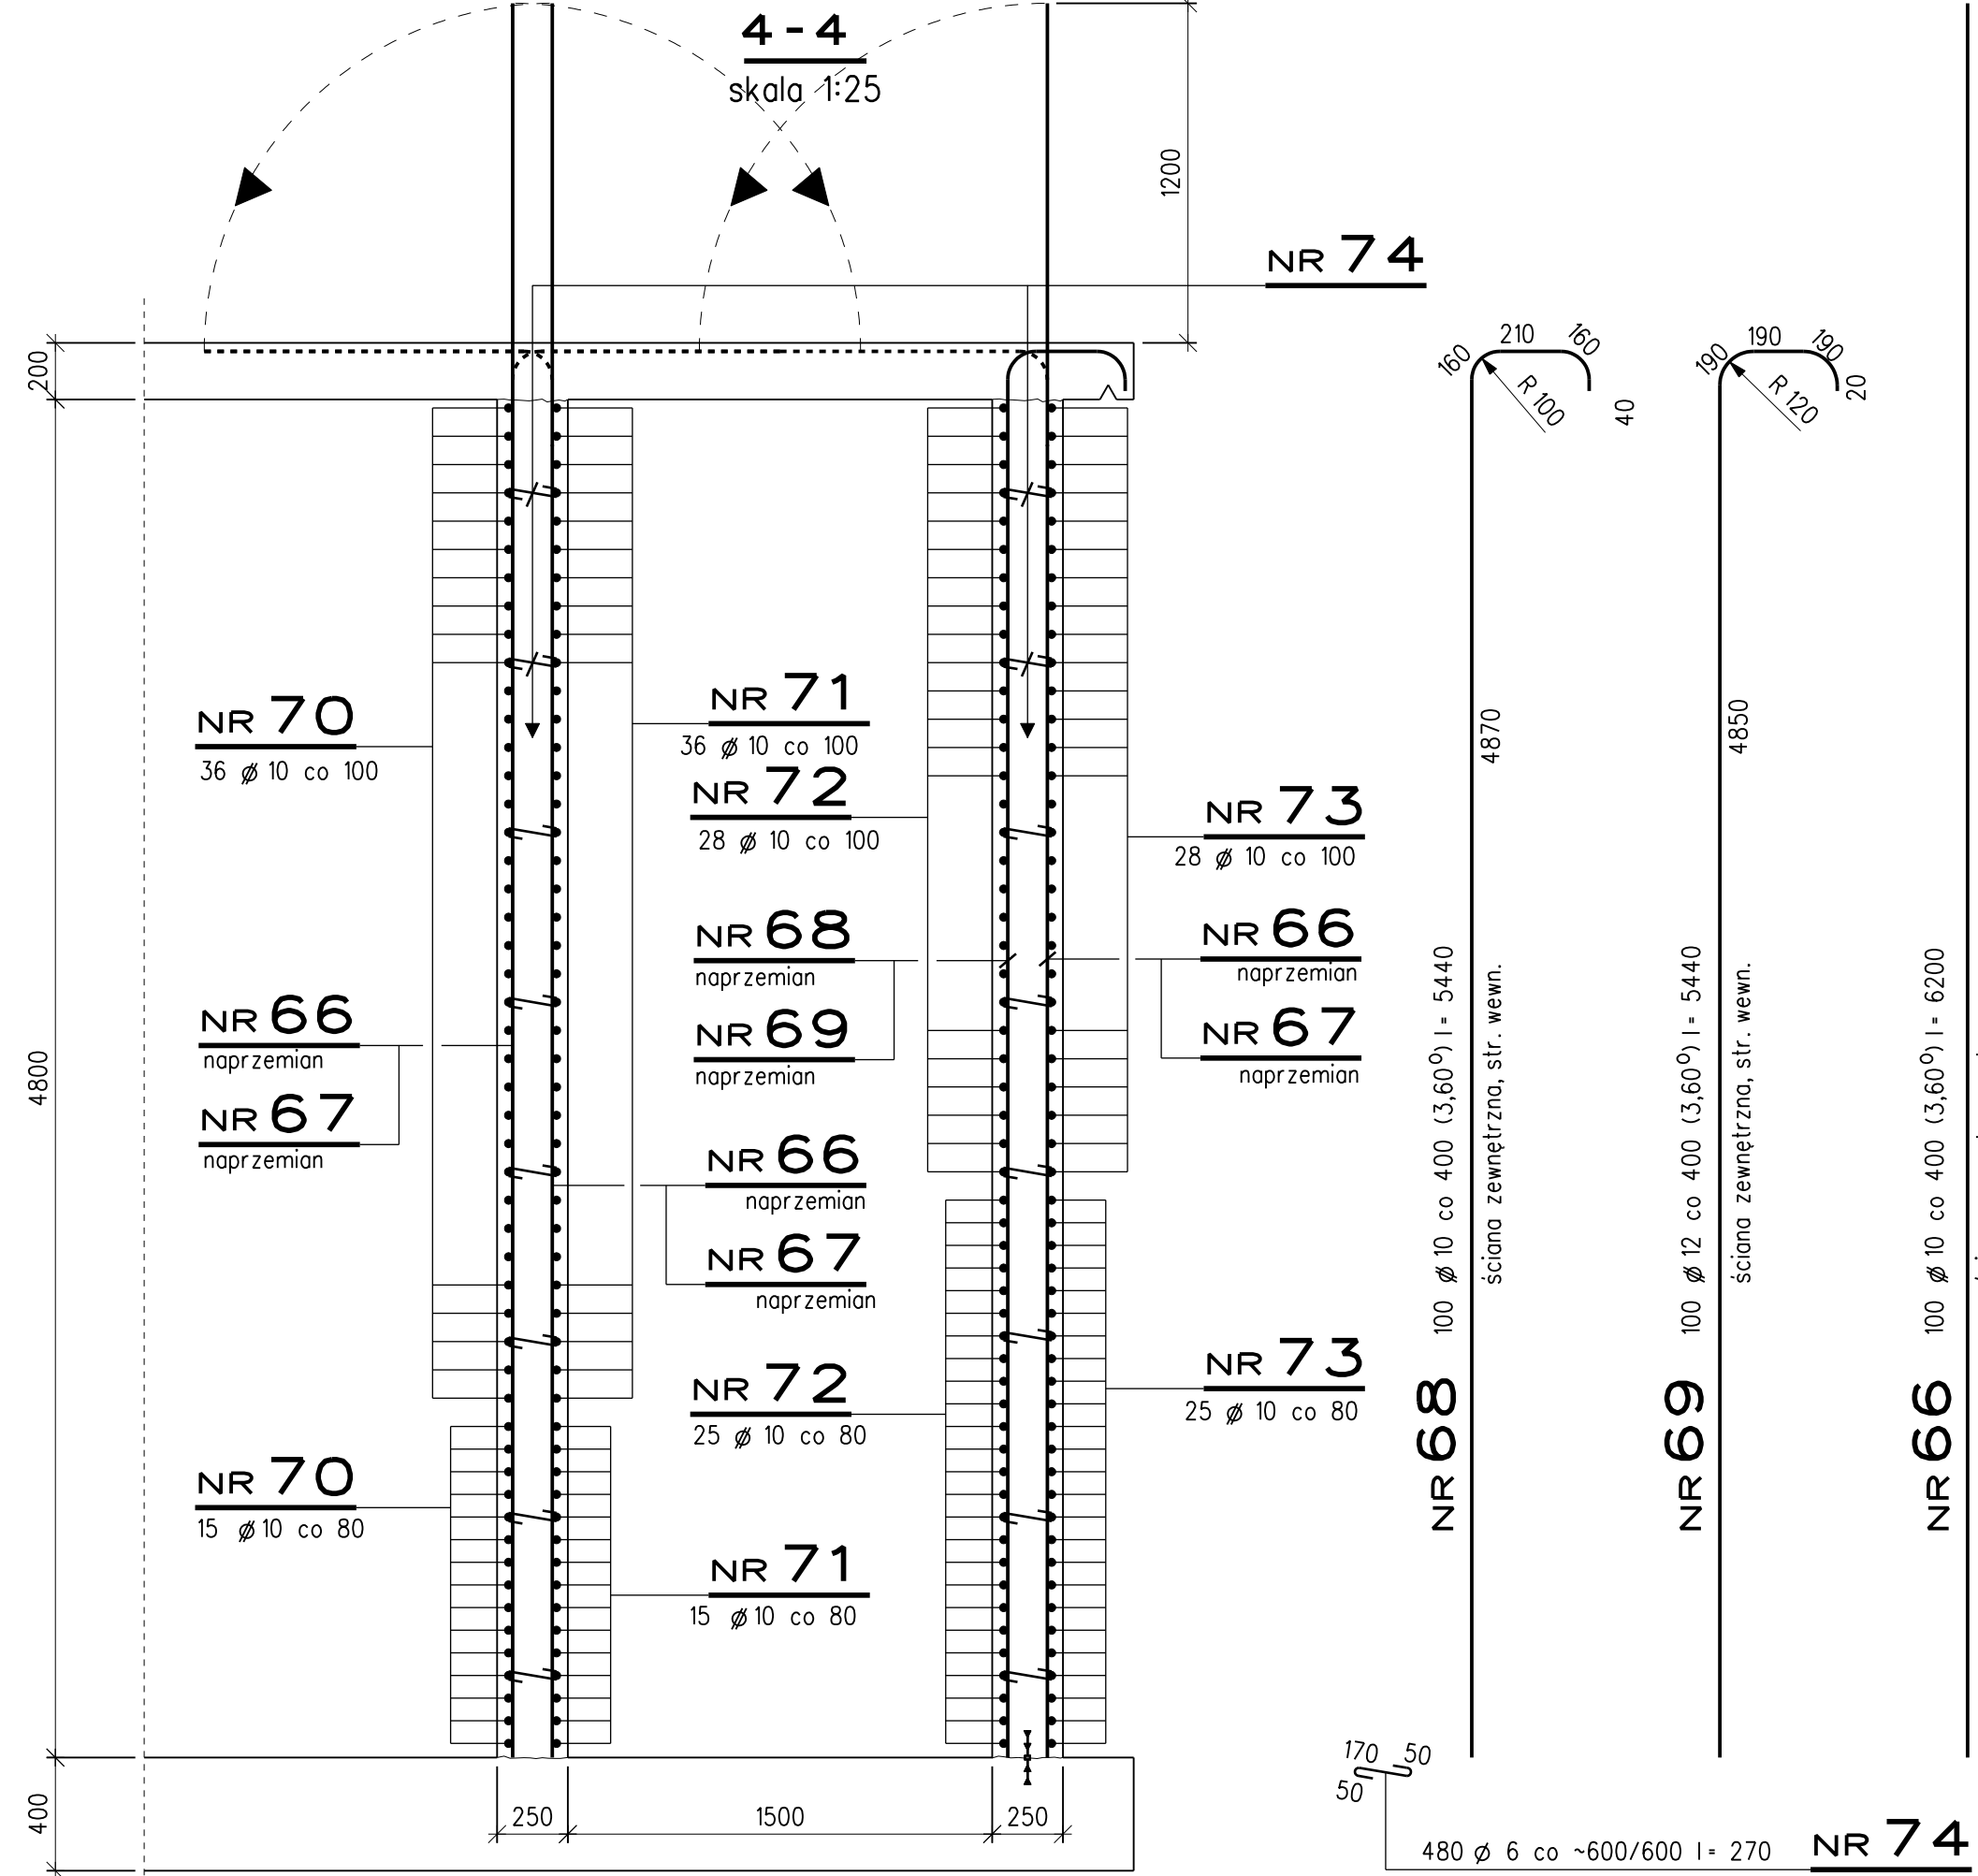 4-4
skala 1:25
1200
NR 74
200
210
160
160
R 100
40
190
190
190
R 120
20
NR 70
36 ø 10 co 100
NR 71
36 ø 10 co 100
NR 72
28 ø 10 co 100
NR 73
28 ø 10 co 100
4870
4850
NR 68
naprzemian
NR 69
naprzemian
NR 66
naprzemian
NR 67
naprzemian
NR 66
naprzemian
NR 67
naprzemian
4800
NR 66
naprzemian
NR 67
naprzemian
NR 72
25 ø 10 co 80
NR 73
25 ø 10 co 80
NR 70
15 ø 10 co 80
NR 71
15 ø 10 co 80
NR 68 100 ø 10 co 400 (3,60°) l= 5440
ściana zewnętrzna, str. wewn.
NR 69 100 ø 12 co 400 (3,60°) l= 5440
ściana zewnętrzna, str. wewn.
NR 66 100 ø 10 co 400 (3,60°) l= 6200
400
250
1500
250
170
50
50
480 ø 6 co ~600/600 l= 270 NR 74